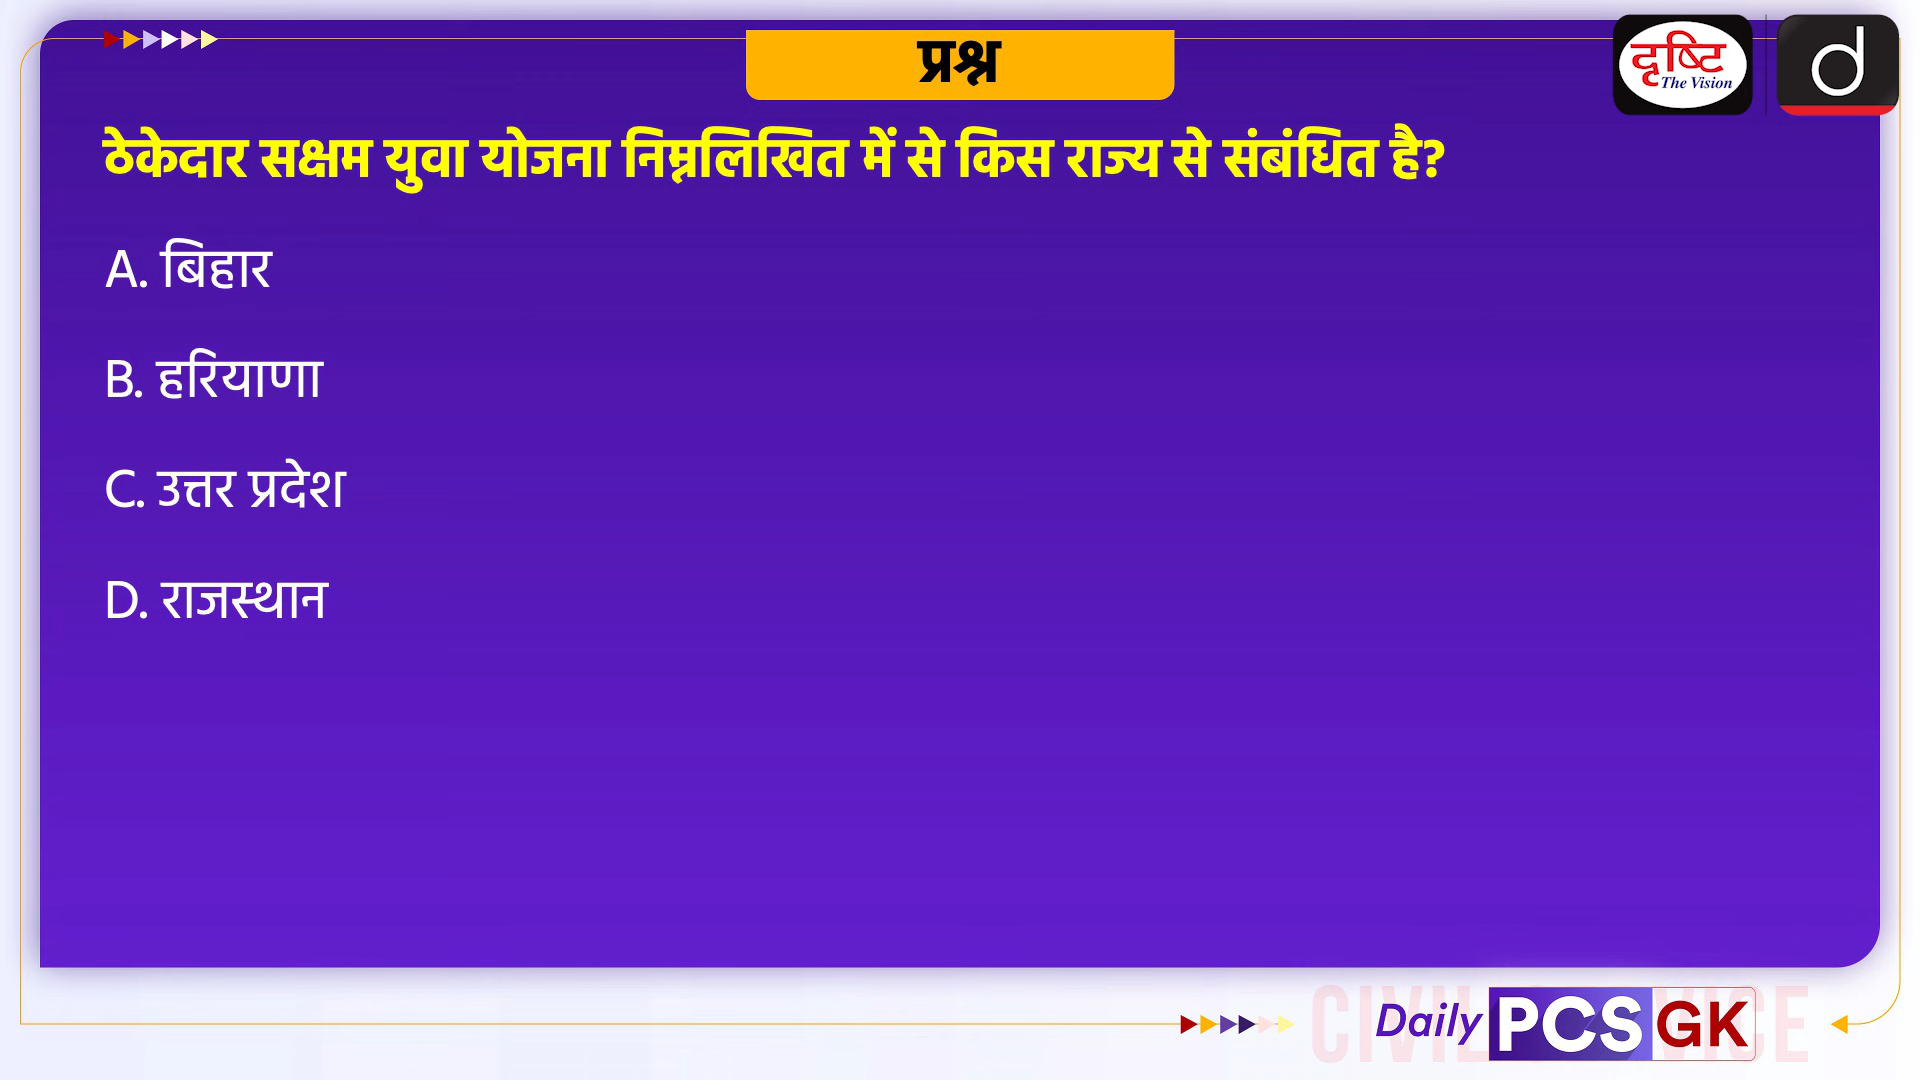 प्रश्न
दृष्टि
The Vision
d
ठेकेदार सक्षम युवा योजना निम्नलिखित में से किस राज्य से संबंधित है?
A. बिहार
B. हरियाणा
C. उत्तर प्रदेश
D. राजस्थान
Daily PCS GK